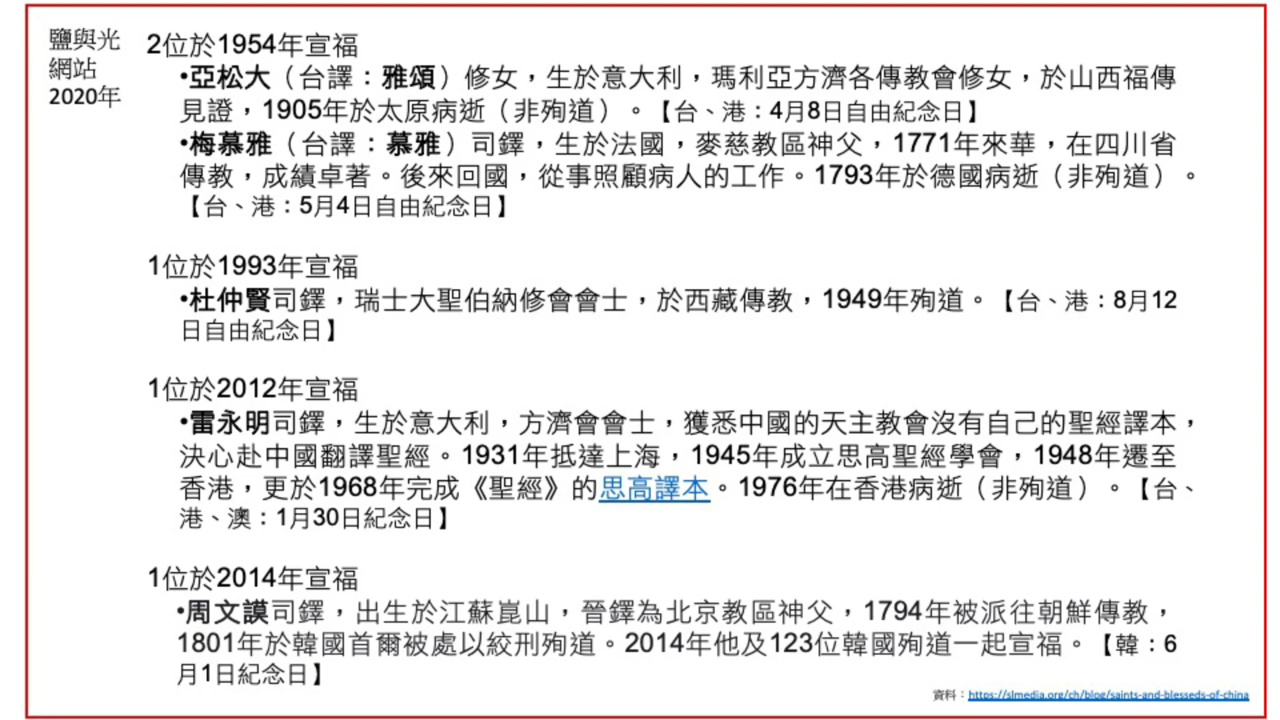 鹽與光
網站
2020年
2位於1954年宣福
•亞松大（台譯：雅頌）修女，生於意大利，瑪利亞方濟各傳教會修女，於山西福傳
見證，1905年於太原病逝（非殉道）。【台、港：4月8日自由紀念日】
•梅慕雅（台譯：慕雅）司鐸，生於法國，麥慈教區神父，1771年來華，在四川省
傳教，成績卓著。後來回國，從事照顧病人的工作。1793年於德國病逝（非殉道）。
【台、港：5月4日自由紀念日】
1位於1993年宣福
•杜仲賢司鐸，瑞士大聖伯納修會會士，於西藏傳教，1949年殉道。【台、港：8月12
日自由紀念日】
1位於2012年宣福
•雷永明司鐸，生於意大利，方濟會會士，獲悉中國的天主教會沒有自己的聖經譯本，
決心赴中國翻譯聖經。1931年抵達上海，1945年成立思高聖經學會，1948年遷至
香港，更於1968年完成《聖經》的思高譯本。1976年在香港病逝（非殉道）。【台、
港、澳：1月30日紀念日】
1位於2014年宣福
•周文謨司鐸，出生於江蘇崑山，晉鐸為北京教區神父，1794年被派往朝鮮傳教，
1801年於韓國首爾被處以絞刑殉道。2014年他及123位韓國殉道一起宣福。【韓：6
月1日紀念日】
資料：https://slmedia.org/ch/blog/saints-and-blesseds-of-china